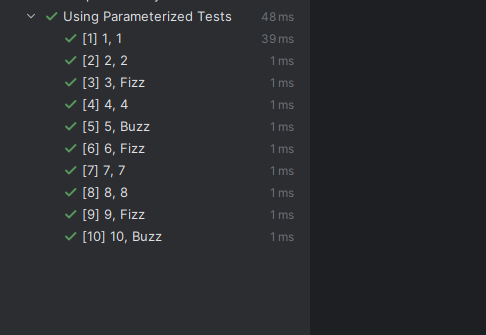 Using Parameterized Tests 48 ms
[1] 1, 1 39 ms
[2] 2, 2 1 ms
[3] 3, Fizz 1 ms
[4] 4, 4 1 ms
[5] 5, Buzz 1 ms
[6] 6, Fizz 1 ms
[7] 7, 7 1 ms
[8] 8, 8 1 ms
[9] 9, Fizz 1 ms
[10] 10, Buzz 1 ms